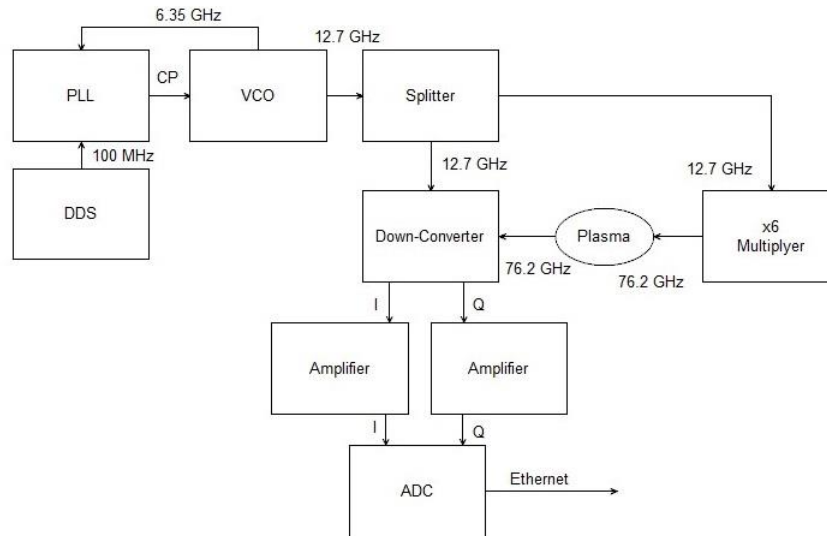 6.35 GHz
12.7 GHz
PLL
CP
VCO
Splitter
100 MHz
12.7 GHz
12.7 GHz
DDS
Down-Converter
Plasma
x6
Multiplyer
76.2 GHz
76.2 GHz
I
Q
Amplifier
Amplifier
I
Q
ADC
Ethernet